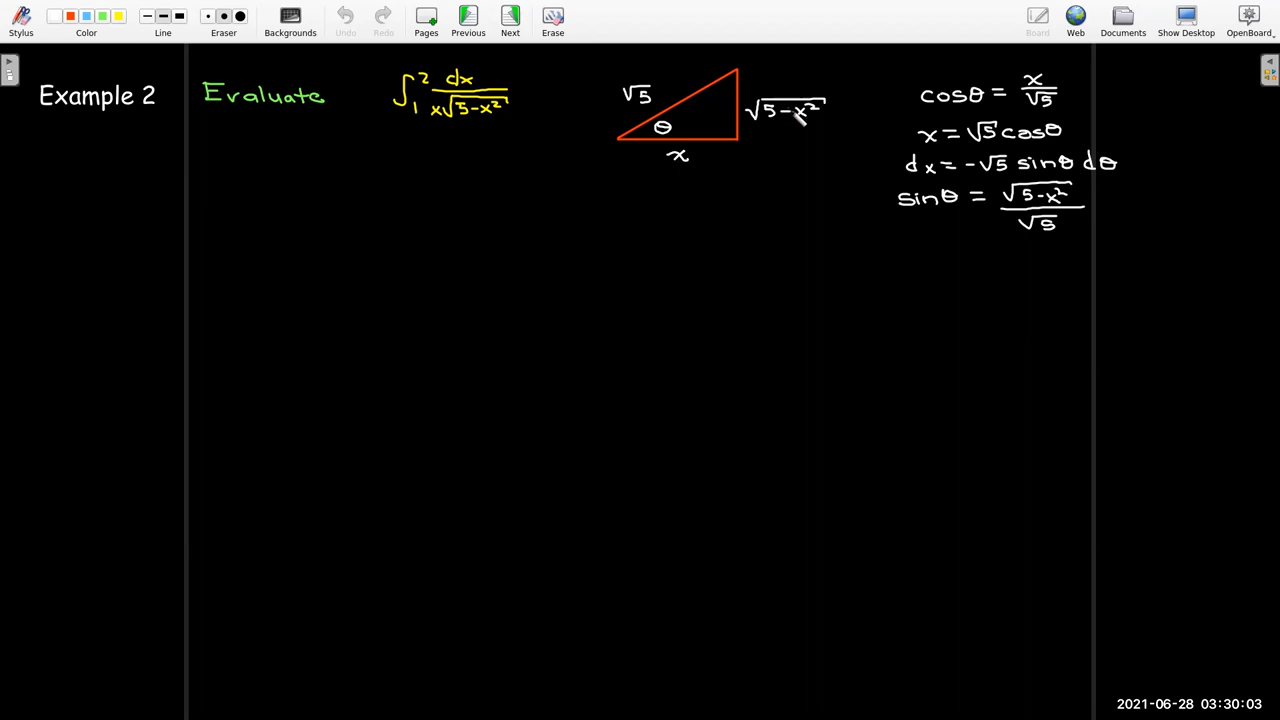 Stylus Color Line Eraser Backgrounds Undo Redo Pages Previous Next Erase Board Web Documents Show Desktop OpenBoard
Example 2
Evaluate ∫₁² dx / (x√(5-x²))
√5
θ
x
√(5-x²)
cosθ = x/√5
x = √5 cosθ
dx = -√5 sinθ dθ
sinθ = √(5-x²)/√5
2021-06-28 03:30:03